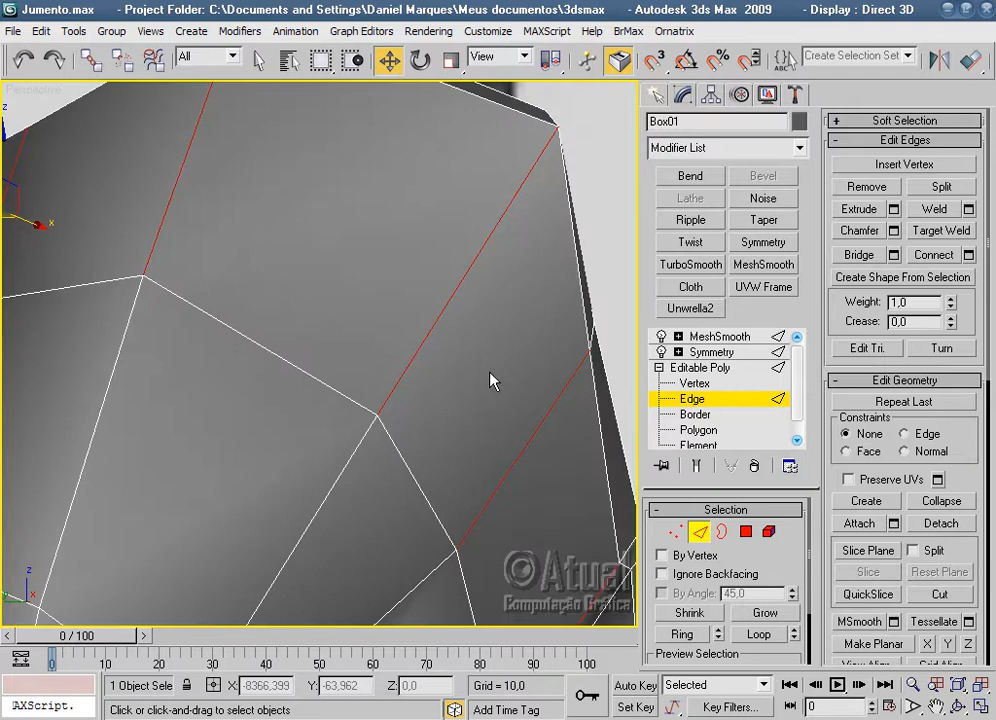 Jumento.max - Project Folder: C:\Documents and Settings\Daniel Marques\Meus documentos\3dsmax - Autodesk 3ds Max 2009 - Display : Direct 3D
File Edit Tools Group Views Create Modifiers Animation Graph Editors Rendering Customize MAXScript Help BrMax Ornatrix
All View ABC Create Selection Set
Perspective
z
x
z
x
©Atual
Computação Gráfica
Box01
Modifier List
Bend Bevel
Lathe Noise
Ripple Taper
Twist Symmetry
TurboSmooth MeshSmooth
Cloth UVW Frame
Unwrella2
MeshSmooth
Symmetry
Editable Poly
Vertex
Edge
Border
Polygon
Element
Selection
By Vertex
Ignore Backfacing
By Angle: 45,0
Shrink Grow
Ring Loop
Preview Selection
Soft Selection
Edit Edges
Insert Vertex
Remove Split
Extrude Weld
Chamfer Target Weld
Bridge Connect
Create Shape From Selection
Weight: 1,0
Crease: 0,0
Edit Tri. Turn
Edit Geometry
Repeat Last
Constraints
None Edge
Face Normal
Preserve UVs
Create Collapse
Attach Detach
Slice Plane Split
Slice Reset Plane
QuickSlice Cut
MSmooth Tessellate
Make Planar X Y Z
View Align Grid Align
0 / 100
0 10 20 30 40 50 60 70 80 90 100
1 Object Sele X: -8366,399 Y: -63,962 Z: 0,0 Grid = 10,0 Auto Key Selected
AXScript. Click or click-and-drag to select objects Add Time Tag Set Key Key Filters... 0